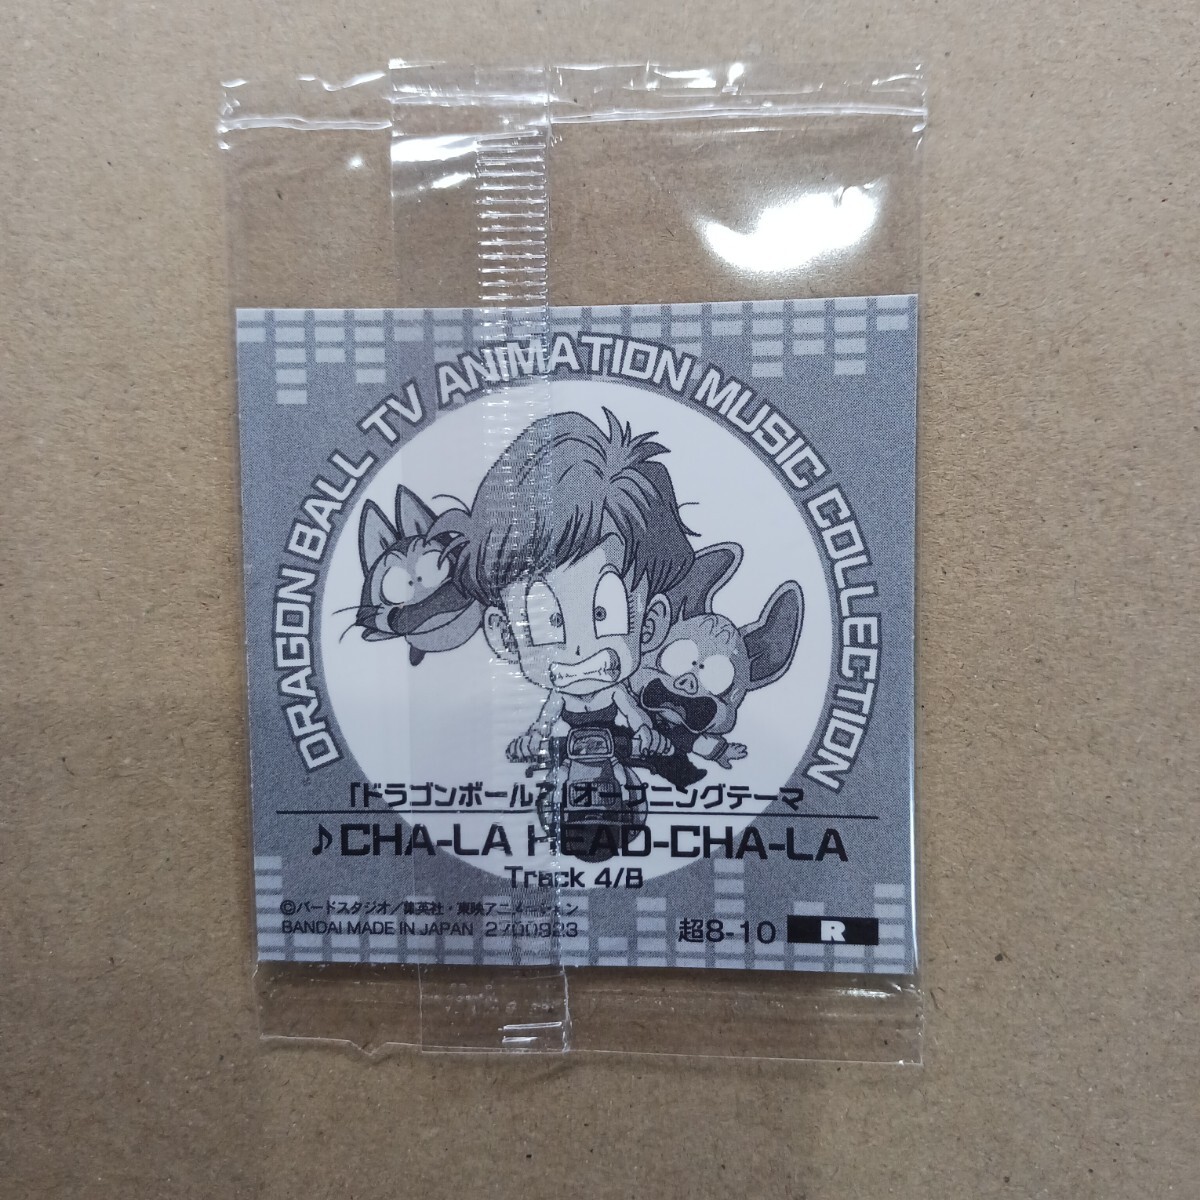 DRAGON BALL TV ANIMATION MUSIC COLLECTION
「ドラゴンボールZ」オープニングテーマ
♪CHA-LA HEAD-CHA-LA
Track 4/8
©バードスタジオ/集英社・東映アニメーション
BANDAI MADE IN JAPAN 2700923
超8-10 R